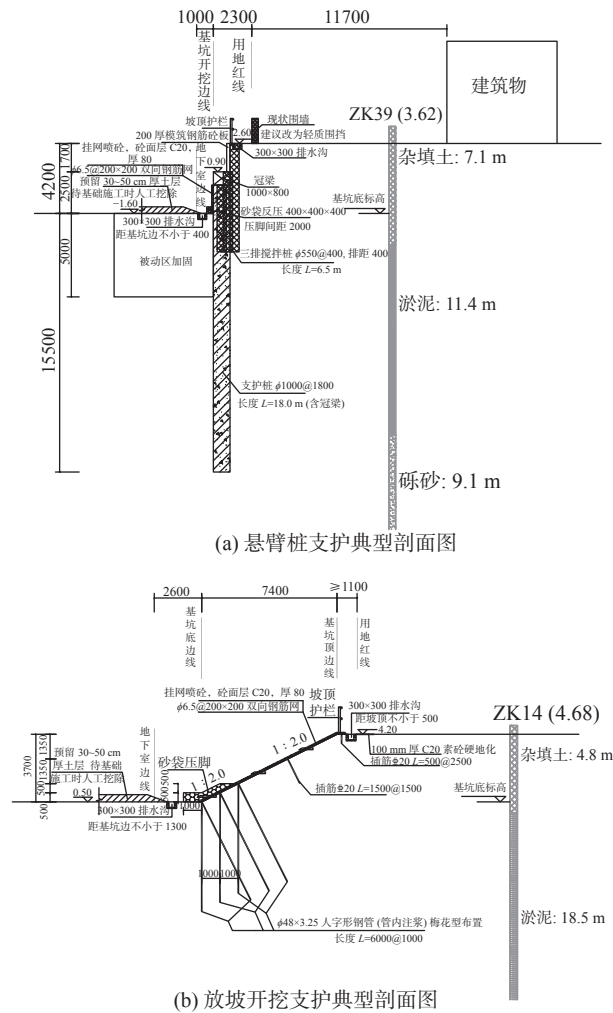 1000 2300 11700
基坑开挖边线
用地红线
建筑物
ZK39 (3.62)
坡顶护栏
现状围墙
200 厚模筑钢筋砼板
2.60
建议改为轻质围挡
挂网喷砼，砼面层 C20，
厚 80
地下室边线
300×300 排水沟
杂填土: 7.1 m
1700
φ6.5@200×200 双向钢筋网
0.90
冠梁
1000×800
4200
2500
预留 30~50 cm 厚土层
待基础施工时人工挖除
基坑底标高
−1.60
砂袋反压 400×400×400
300×300 排水沟
压脚间距 2000
距基坑边不小于 400
5000
被动区加固
三排搅拌桩 φ550@400, 排距 400
长度 L=6.5 m
淤泥: 11.4 m
15500
支护桩 φ1000@1800
长度 L=18.0 m (含冠梁)
砾砂: 9.1 m
(a) 悬臂桩支护典型剖面图
2600 7400 ≥1100
基坑底边线
基坑顶边线
用地红线
挂网喷砼，砼面层 C20，厚 80
φ6.5@200×200 双向钢筋网
坡顶护栏
300×300 排水沟
距坡顶不小于 500
ZK14 (4.68)
4.20
地下室边线
3700
1350
1350
500
500
预留 30~50 cm
厚土层 待基础
施工时人工挖除
砂袋压脚
1：2.0
1：2.0
100 mm 厚 C20 素砼硬地化
插筋Φ20 L=500@2500
杂填土: 4.8 m
500
500
插筋Φ20 L=1500@1500
基坑底标高
0.50
1000
300×300 排水沟
距基坑边不小于 1300
1000 1000
φ48×3.25 人字形钢管 (管内注浆) 梅花型布置
长度 L=6000@1000
淤泥: 18.5 m
(b) 放坡开挖支护典型剖面图